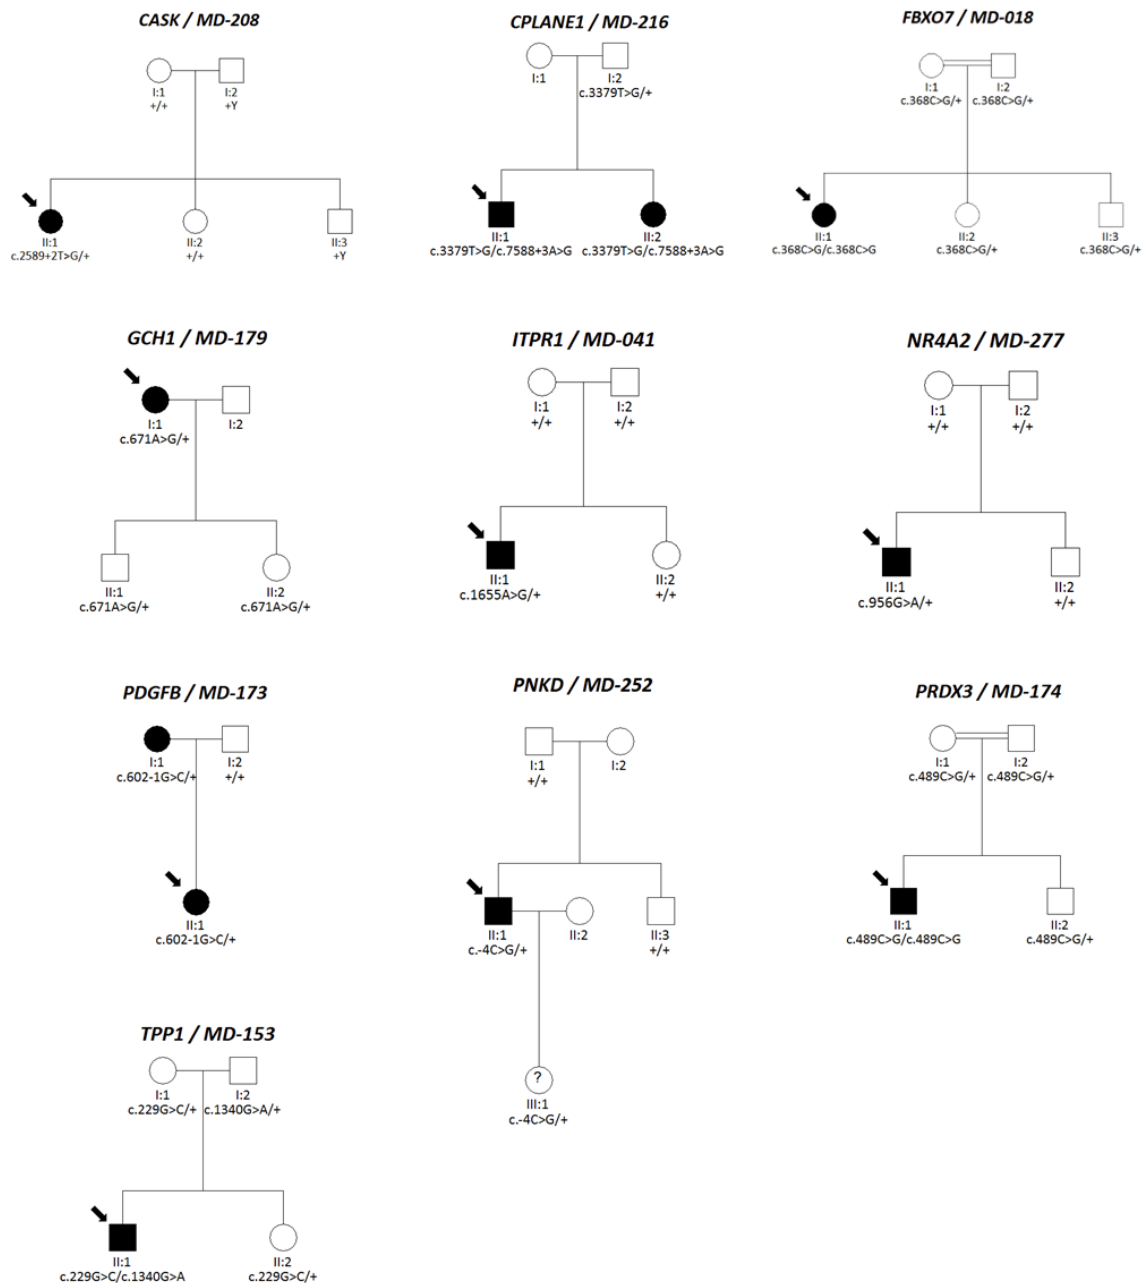 CASK / MD-208
I:1
+/+
I:2
+Y
II:1
c.2589+2T>G/+
II:2
+/+
II:3
+Y
CPLANE1 / MD-216
I:1
I:2
c.3379T>G/+
II:1
c.3379T>G/c.7588+3A>G
II:2
c.3379T>G/c.7588+3A>G
FBXO7 / MD-018
I:1
c.368C>G/+
I:2
c.368C>G/+
II:1
c.368C>G/c.368C>G
II:2
c.368C>G/+
II:3
c.368C>G/+
GCH1 / MD-179
I:1
c.671A>G/+
I:2
II:1
c.671A>G/+
II:2
c.671A>G/+
ITPR1 / MD-041
I:1
+/+
I:2
+/+
II:1
c.1655A>G/+
II:2
+/+
NR4A2 / MD-277
I:1
+/+
I:2
+/+
II:1
c.956G>A/+
II:2
+/+
PDGFB / MD-173
I:1
c.602-1G>C/+
I:2
+/+
II:1
c.602-1G>C/+
PNKD / MD-252
I:1
+/+
I:2
II:1
c.-4C>G/+
II:2
II:3
+/+
?
III:1
c.-4C>G/+
PRDX3 / MD-174
I:1
c.489C>G/+
I:2
c.489C>G/+
II:1
c.489C>G/c.489C>G
II:2
c.489C>G/+
TPP1 / MD-153
I:1
c.229G>C/+
I:2
c.1340G>A/+
II:1
c.229G>C/c.1340G>A
II:2
c.229G>C/+